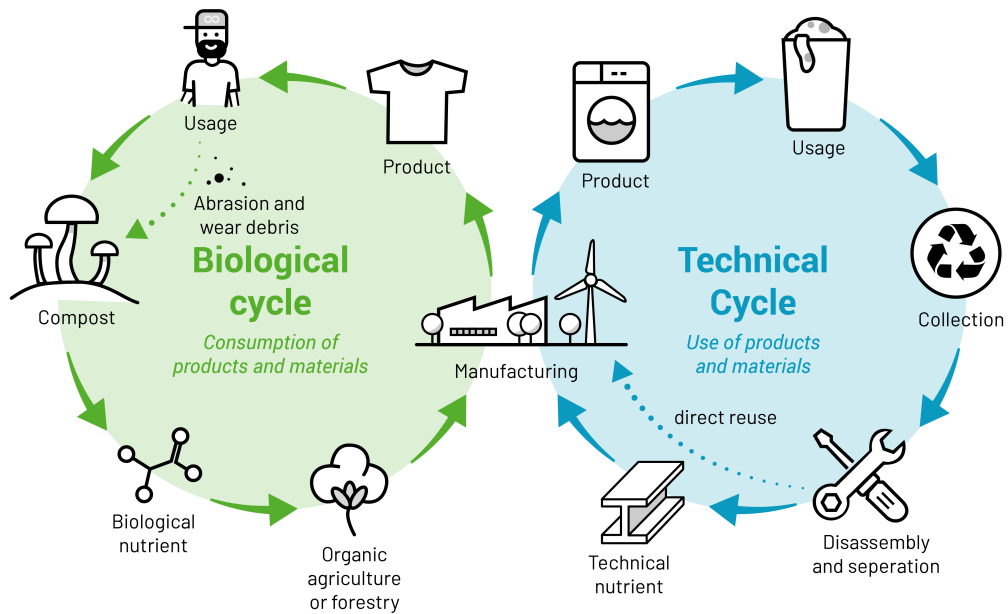 Usage
Product
Abrasion and
wear debris
Biological
cycle
Consumption of
products and materials
Compost
Biological
nutrient
Organic
agriculture
or forestry
Manufacturing
Product
Usage
Technical
Cycle
Use of products
and materials
Collection
direct reuse
Technical
nutrient
Disassembly
and seperation